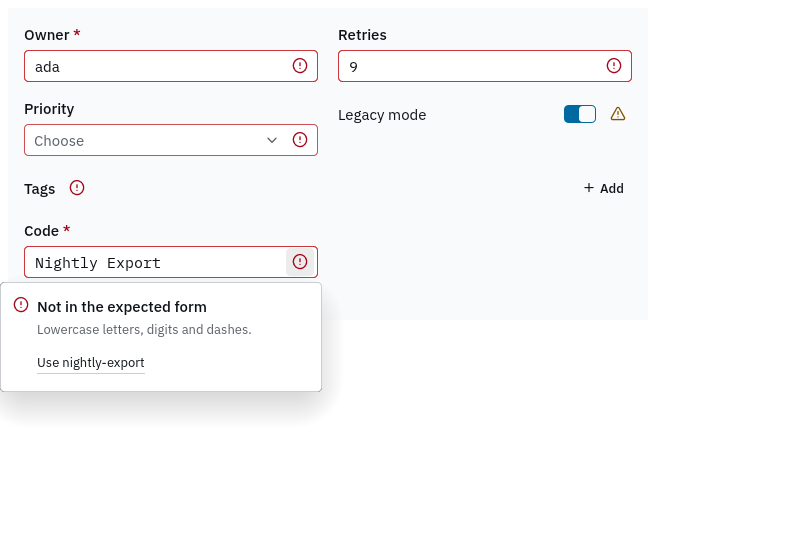 Owner *
Retries
ada
9
Priority
Legacy mode
Choose
Tags
+ Add
Code *
Nightly Export
Not in the expected form
Lowercase letters, digits and dashes.
Use nightly-export